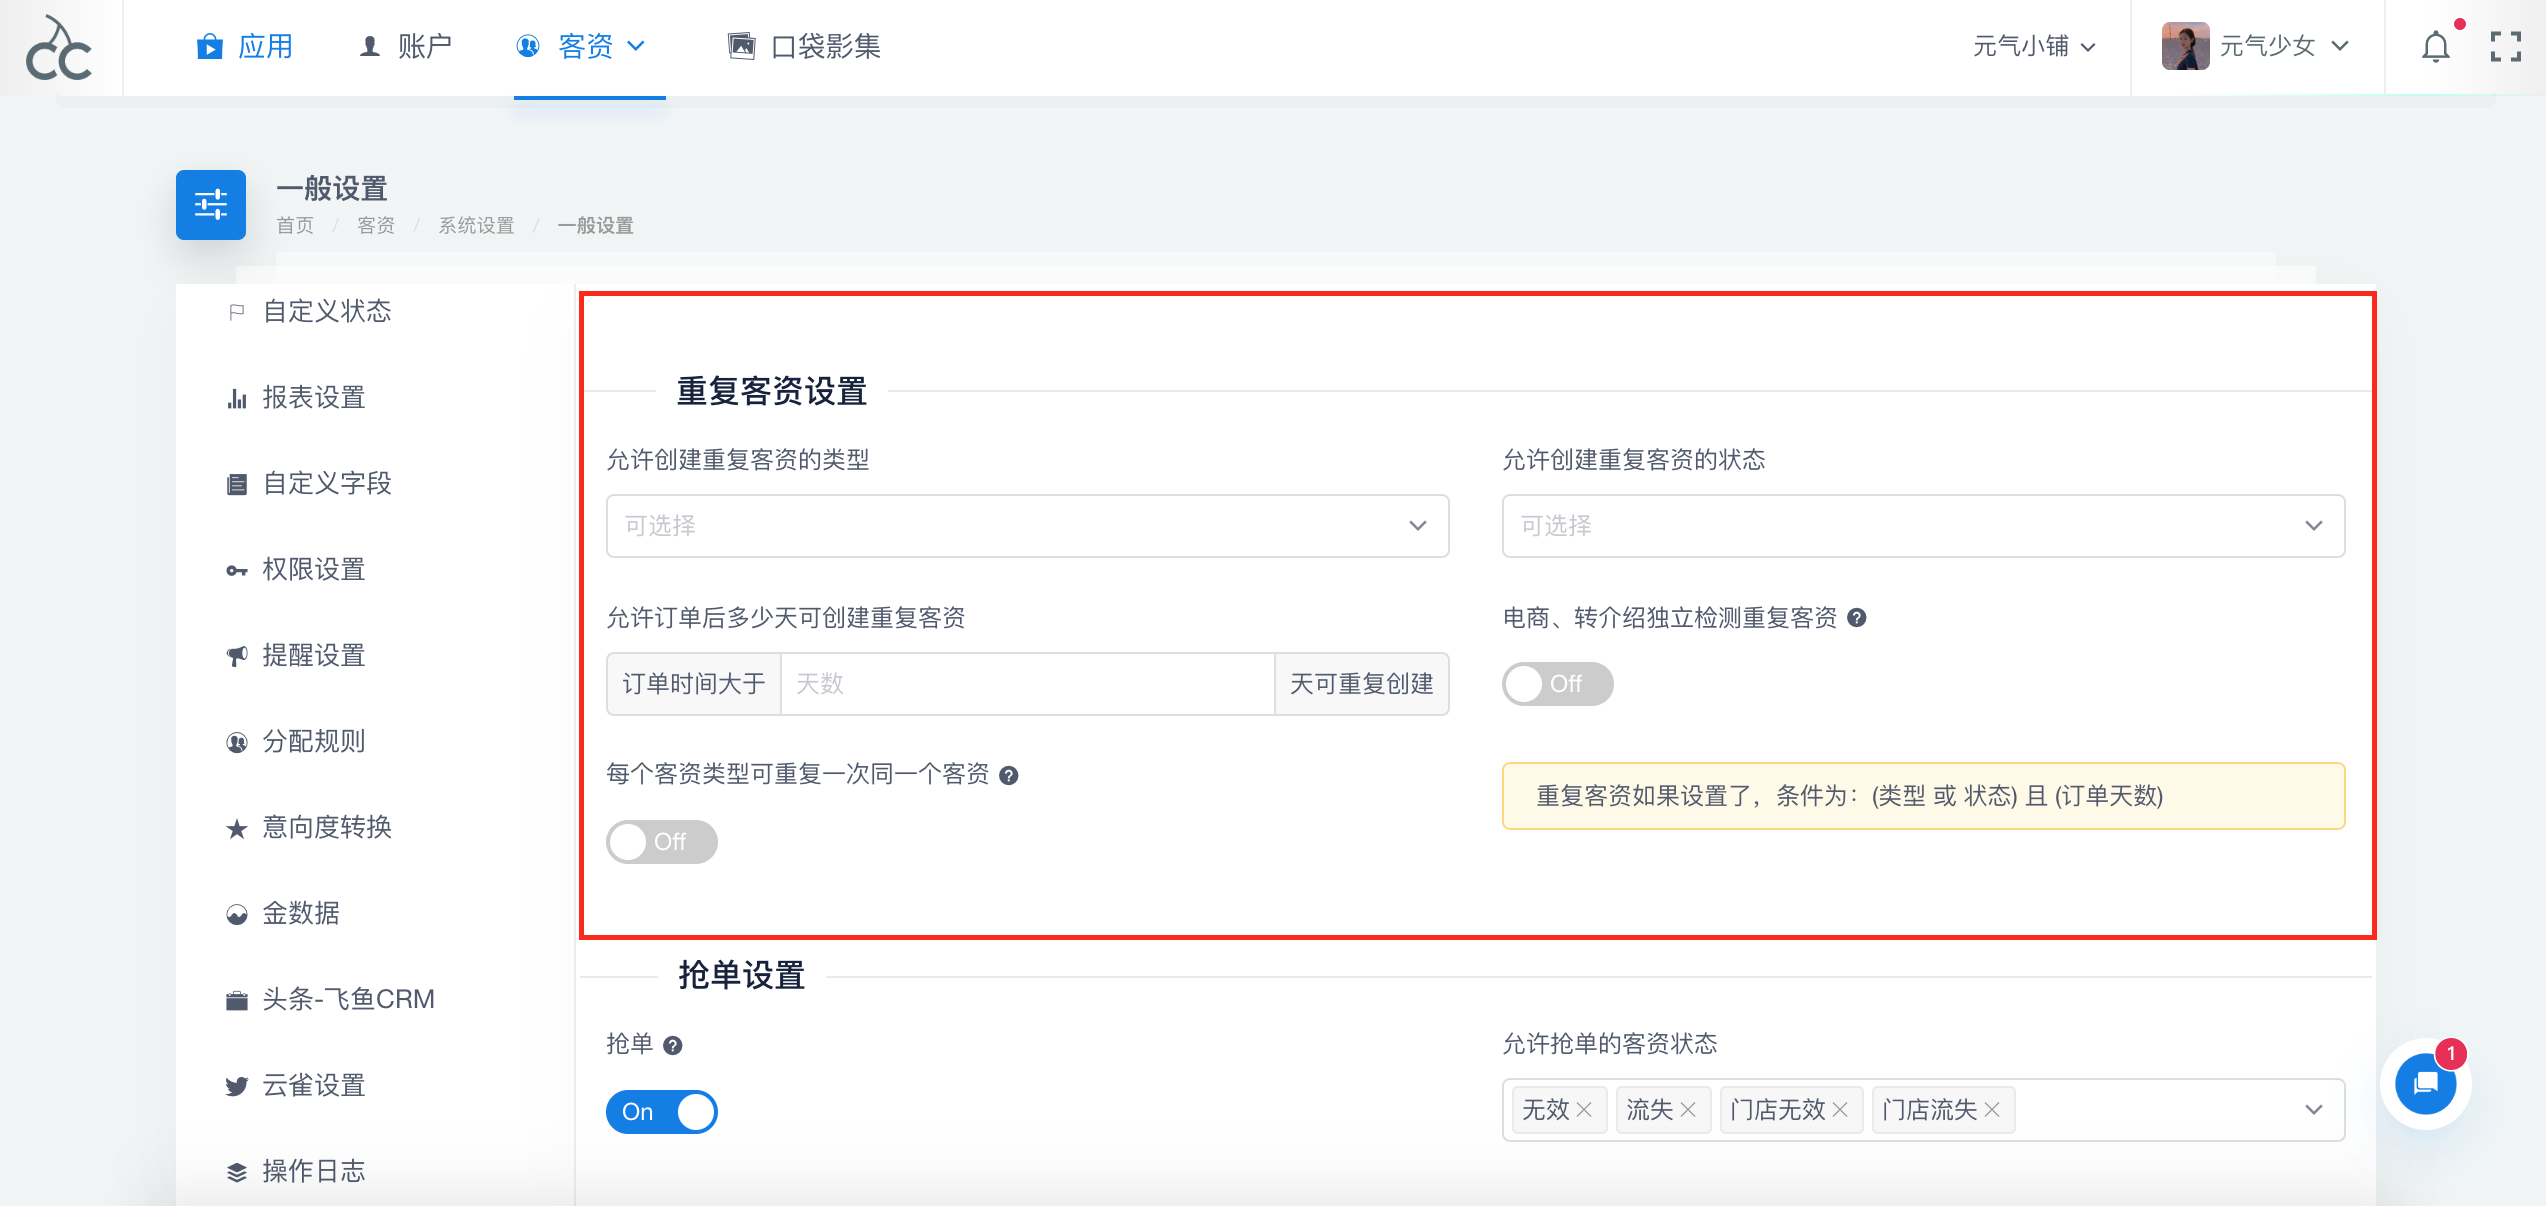 CC
应用
账户
客资
口袋影集
元气小铺
元气少女
一般设置
首页 / 客资 / 系统设置 / 一般设置
自定义状态
报表设置
自定义字段
权限设置
提醒设置
分配规则
意向度转换
金数据
头条-飞鱼CRM
云雀设置
操作日志
重复客资设置
允许创建重复客资的类型
可选择
允许创建重复客资的状态
可选择
允许订单后多少天可创建重复客资
订单时间大于 天数 天可重复创建
电商、转介绍独立检测重复客资 ?
Off
每个客资类型可重复一次同一个客资 ?
Off
重复客资如果设置了，条件为：(类型 或 状态) 且 (订单天数)
抢单设置
抢单 ?
On
允许抢单的客资状态
无效 流失 门店无效 门店流失
1